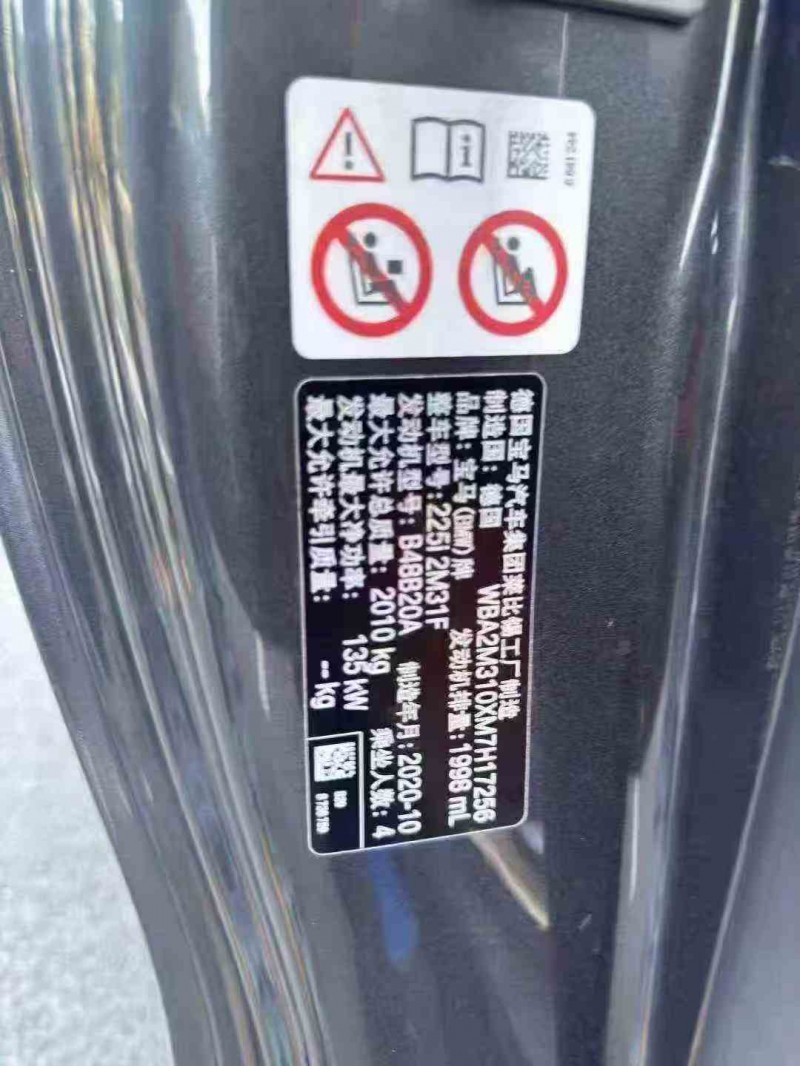 德国宝马汽车集团莱比锡工厂制造
制造国：德国 WBA2M310XM7H17256
品牌：宝马(BMW)牌 发动机排量：1998 mL
整车型号：225I 2M31F
发动机型号：B48B20A 制造年月：2020-10
最大允许总质量：2010 kg 乘坐人数：4
发动机最大净功率：135 kW
最大允许牵引质量：-- kg